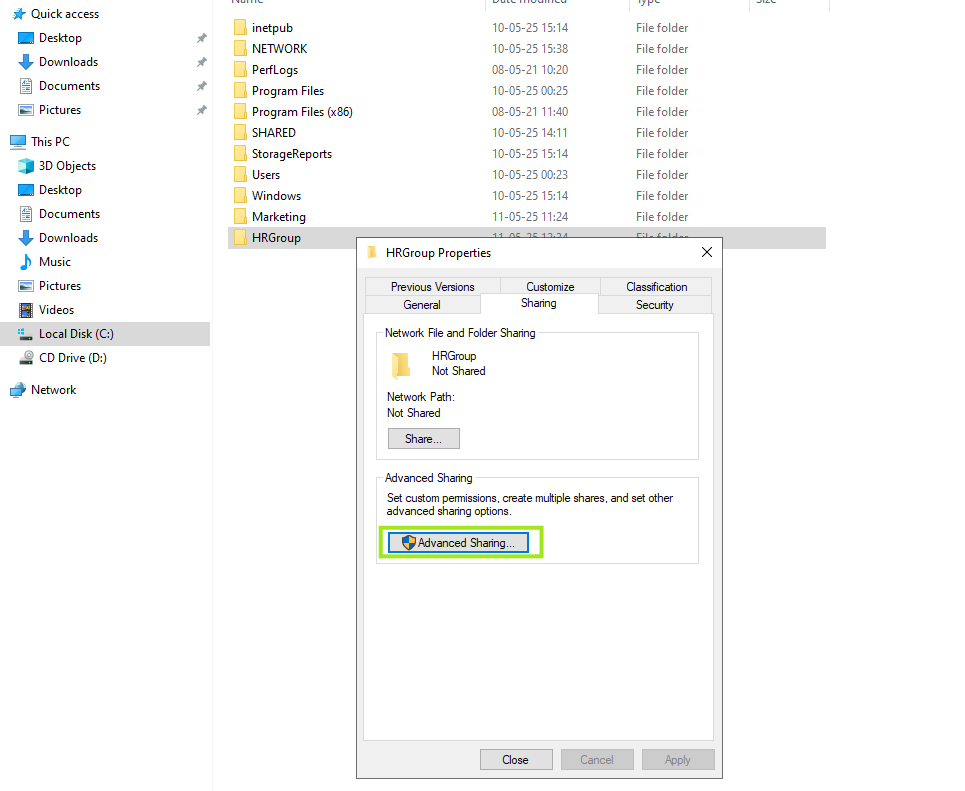 Name Date modified Type Size
Quick access
Desktop
Downloads
Documents
Pictures
This PC
3D Objects
Desktop
Documents
Downloads
Music
Pictures
Videos
Local Disk (C:)
CD Drive (D:)
Network
inetpub 10-05-25 15:14 File folder
NETWORK 10-05-25 15:38 File folder
PerfLogs 08-05-21 10:20 File folder
Program Files 10-05-25 00:25 File folder
Program Files (x86) 08-05-21 11:40 File folder
SHARED 10-05-25 14:11 File folder
StorageReports 10-05-25 15:14 File folder
Users 10-05-25 00:23 File folder
Windows 10-05-25 15:14 File folder
Marketing 11-05-25 11:24 File folder
HRGroup 11-05-25 12:34 File folder
HRGroup Properties
Previous Versions Customize Classification
General Sharing Security
Network File and Folder Sharing
HRGroup
Not Shared
Network Path:
Not Shared
Share...
Advanced Sharing
Set custom permissions, create multiple shares, and set other
advanced sharing options.
Advanced Sharing...
Close Cancel Apply